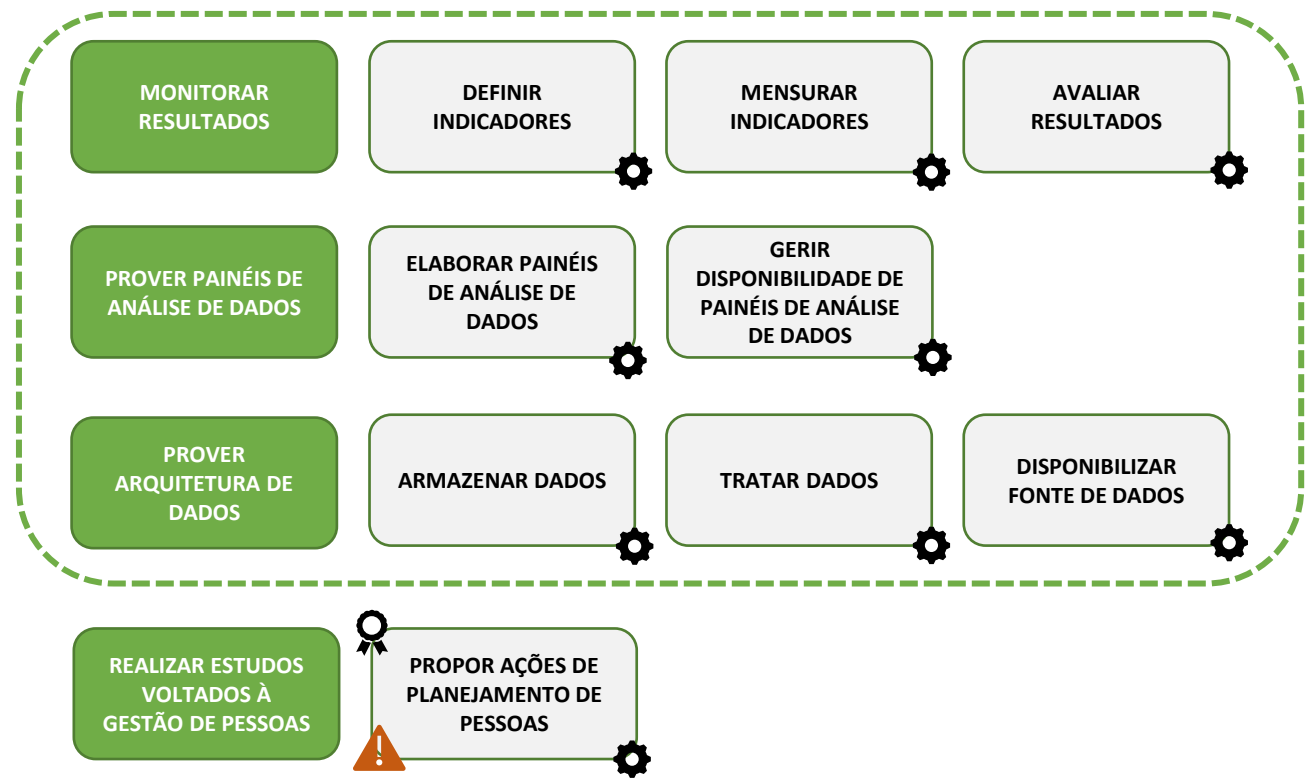 MONITORAR
RESULTADOS
DEFINIR
INDICADORES
MENSURAR
INDICADORES
AVALIAR
RESULTADOS
PROVER PAINÉIS DE
ANÁLISE DE DADOS
ELABORAR PAINÉIS
DE ANÁLISE DE
DADOS
GERIR
DISPONIBILIDADE DE
PAINÉIS DE ANÁLISE
DE DADOS
PROVER
ARQUITETURA DE
DADOS
ARMAZENAR DADOS
TRATAR DADOS
DISPONIBILIZAR
FONTE DE DADOS
REALIZAR ESTUDOS
VOLTADOS À
GESTÃO DE PESSOAS
PROPOR AÇÕES DE
PLANEJAMENTO DE
PESSOAS